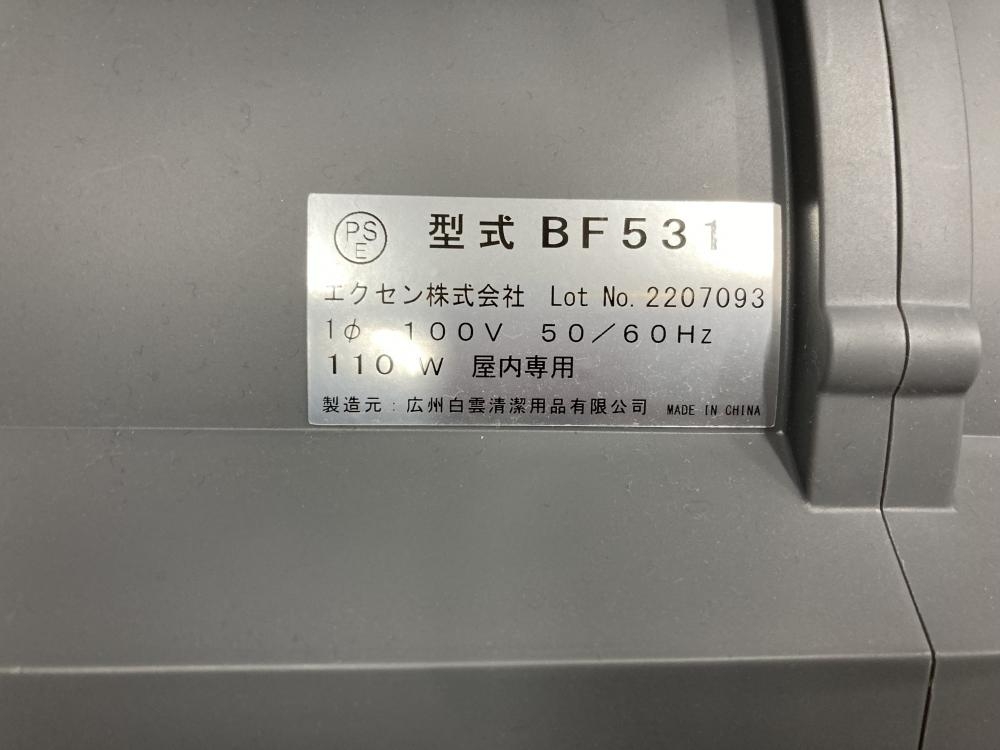 PSE 型式 BF531
エクセン株式会社 Lot No. 2207093
1φ 100V 50/60Hz
110 W 屋内専用
製造元:広州白雲清潔用品有限公司 MADE IN CHINA